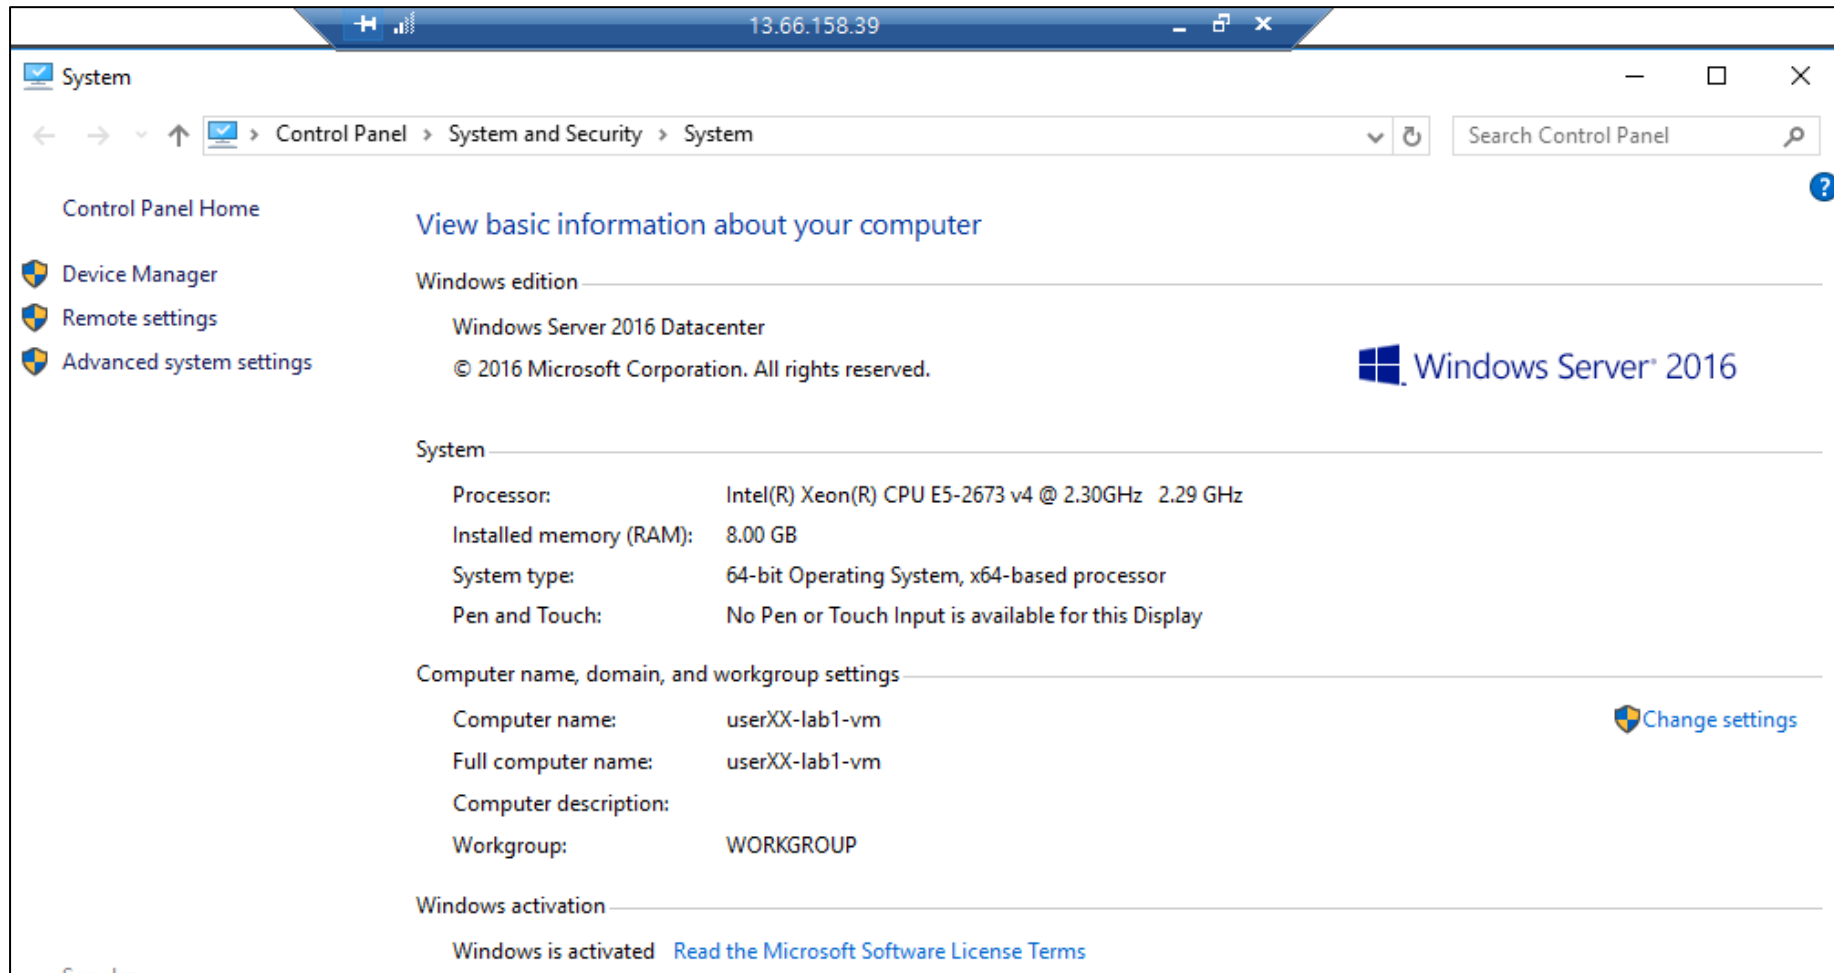 13.66.158.39
System
Control Panel > System and Security > System
Search Control Panel
Control Panel Home
Device Manager
Remote settings
Advanced system settings
View basic information about your computer
Windows edition
Windows Server 2016 Datacenter
© 2016 Microsoft Corporation. All rights reserved.
Windows Server® 2016
System
Processor: Intel(R) Xeon(R) CPU E5-2673 v4 @ 2.30GHz 2.29 GHz
Installed memory (RAM): 8.00 GB
System type: 64-bit Operating System, x64-based processor
Pen and Touch: No Pen or Touch Input is available for this Display
Computer name, domain, and workgroup settings
Computer name: userXX-lab1-vm
Change settings
Full computer name: userXX-lab1-vm
Computer description:
Workgroup: WORKGROUP
Windows activation
Windows is activated Read the Microsoft Software License Terms